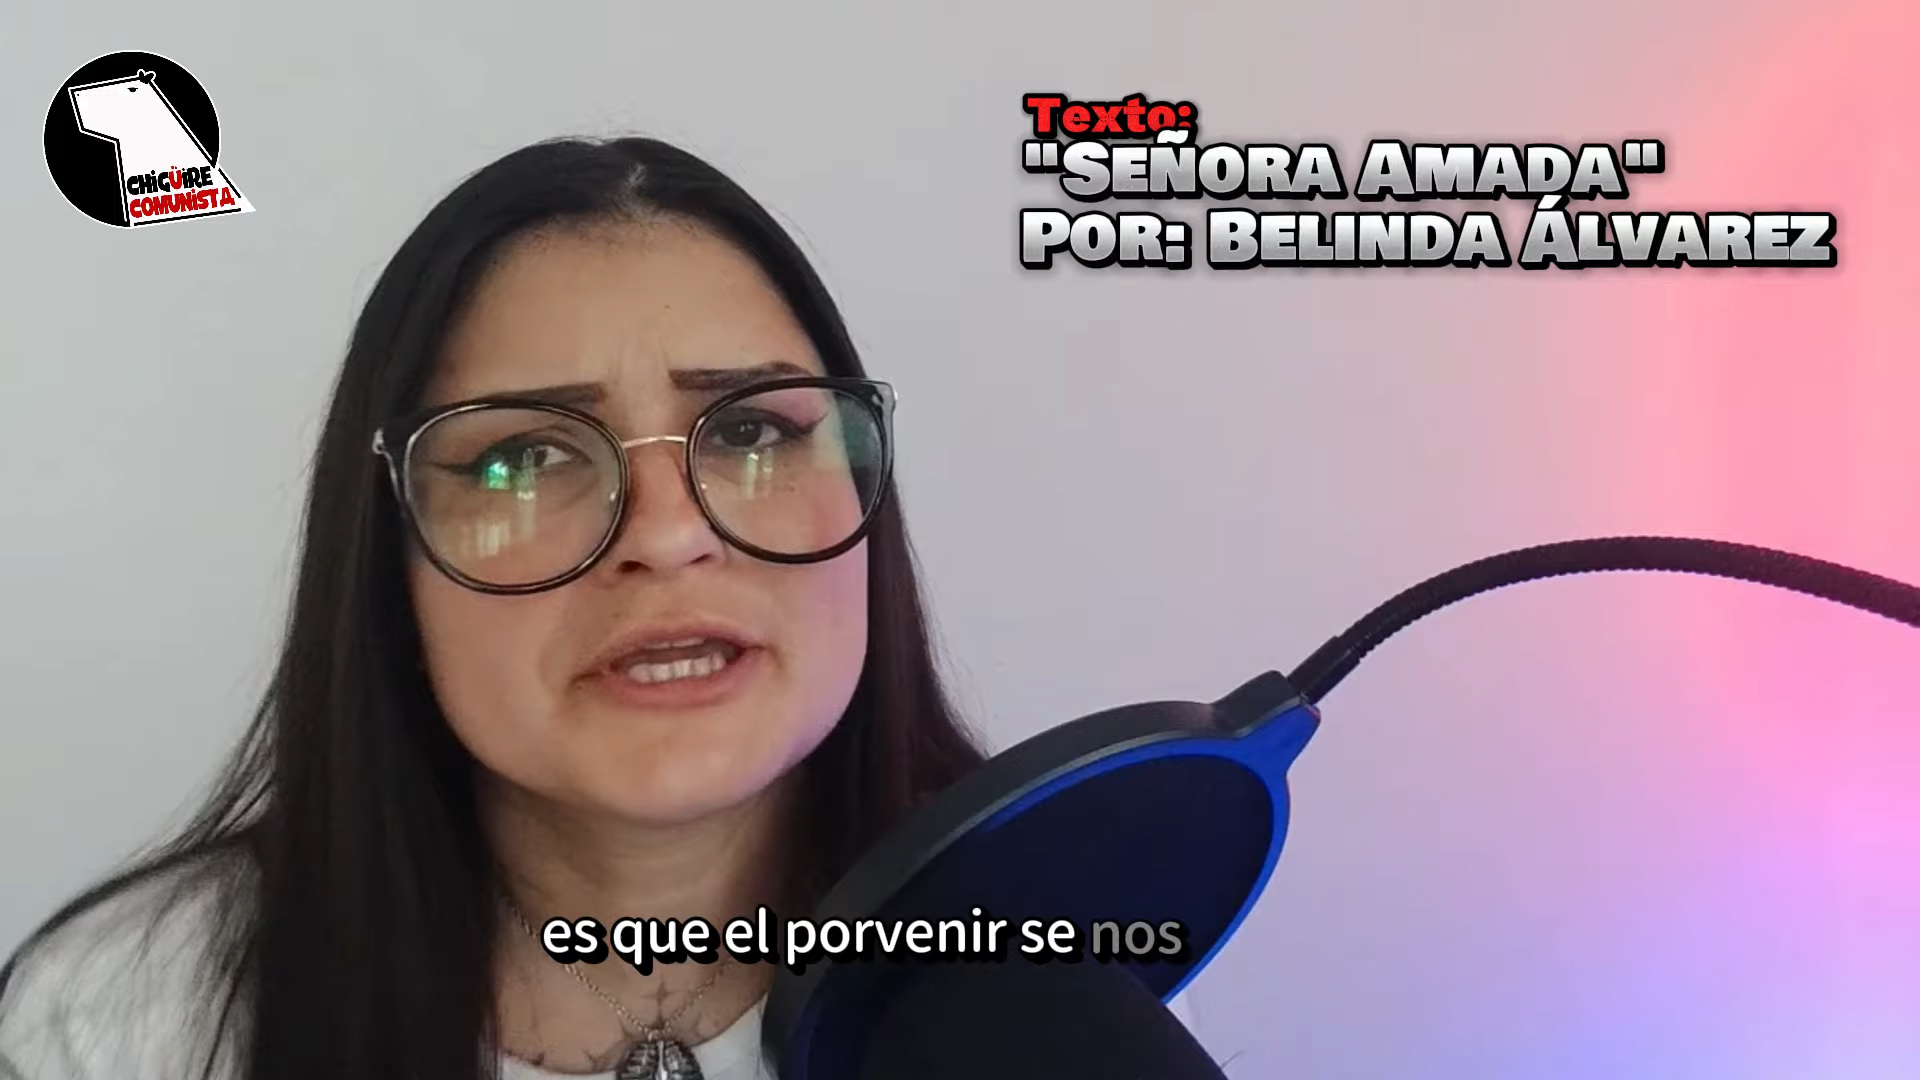 CHIGÜIRE
COMUNISTA
Texto:
"SEÑORA AMADA"
POR: BELINDA ÁLVAREZ
es que el porvenir se nos